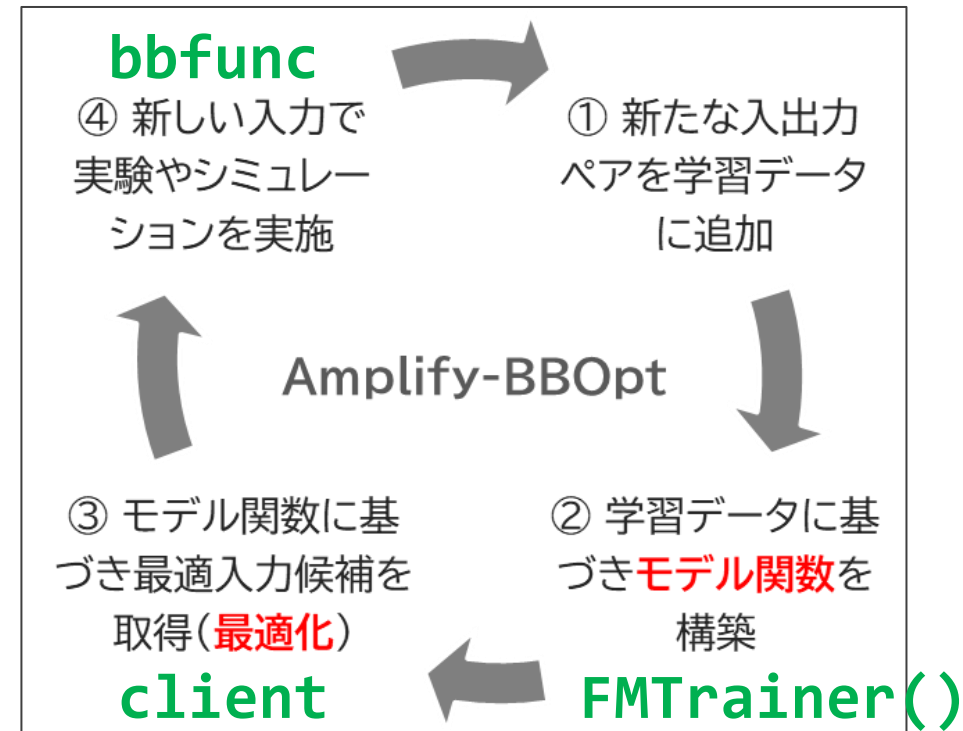 bbfunc
④ 新しい入力で
実験やシミュレー
ションを実施
① 新たな入出力
ペアを学習データ
に追加
Amplify-BBOpt
③ モデル関数に基
づき最適入力候補を
取得(最適化)
client
② 学習データに基
づきモデル関数を
構築
FMTrainer()